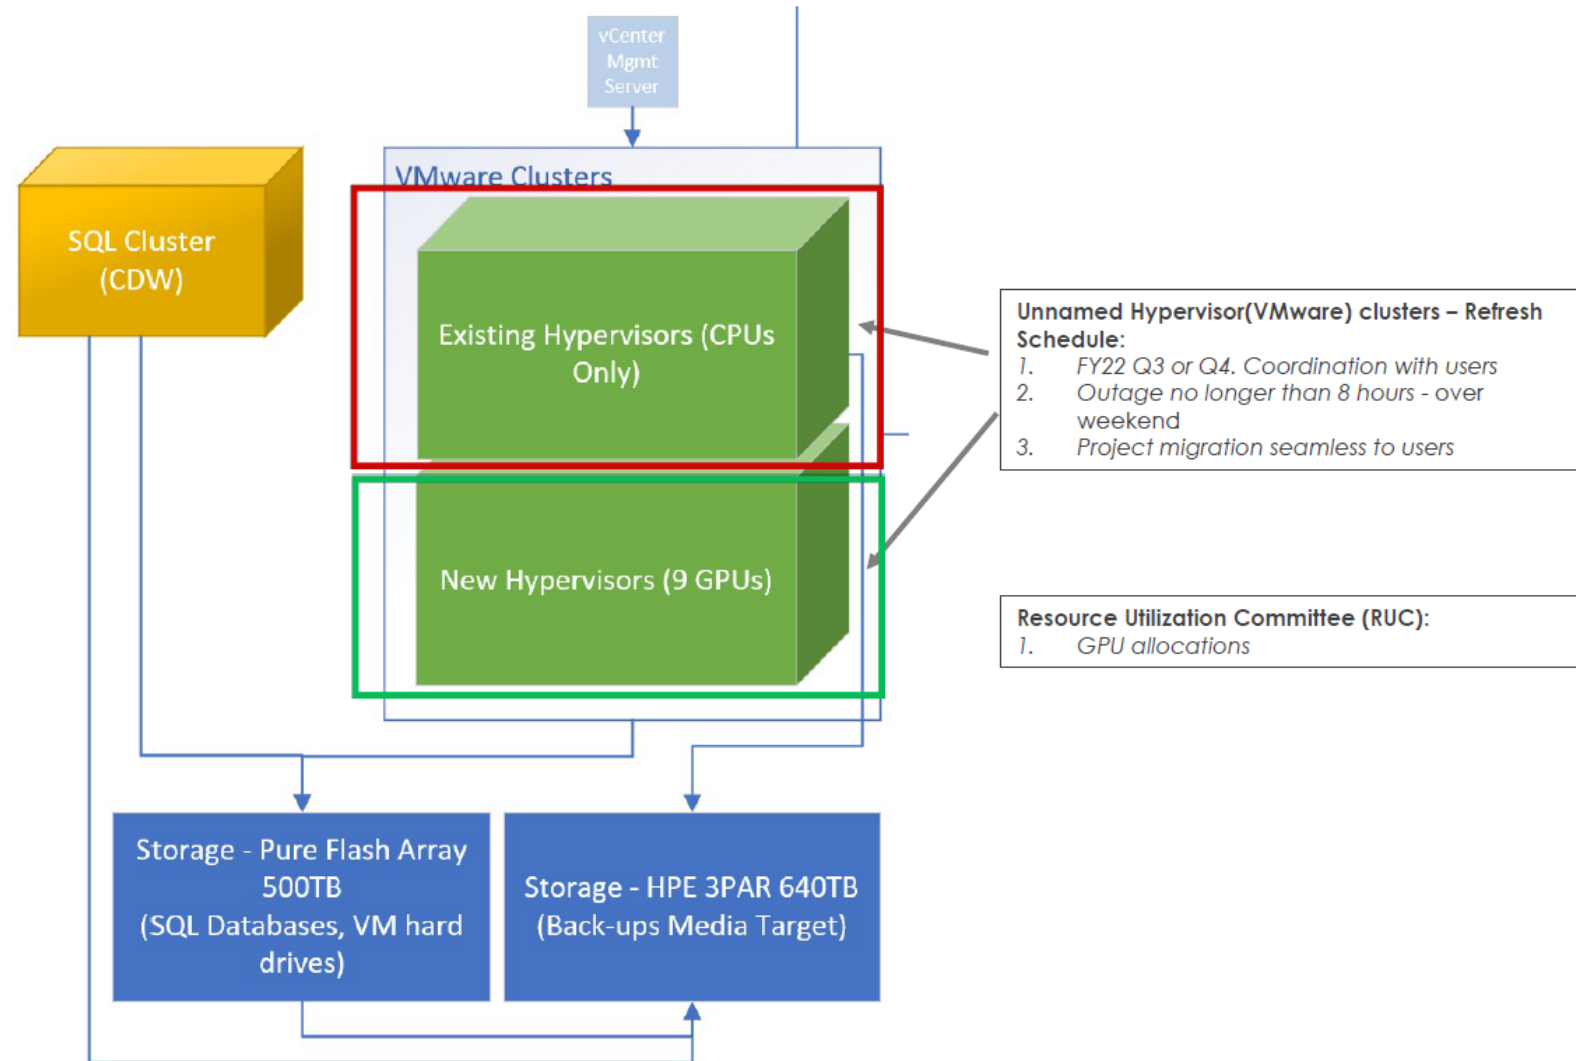 vCenter
Mgmt
Server
VMware Clusters
SQL Cluster
(CDW)
Existing Hypervisors (CPUs
Only)
New Hypervisors (9 GPUs)
Unnamed Hypervisor(VMware) clusters – Refresh
Schedule:
1. FY22 Q3 or Q4. Coordination with users
2. Outage no longer than 8 hours - over
weekend
3. Project migration seamless to users
Resource Utilization Committee (RUC):
1. GPU allocations
Storage - Pure Flash Array
500TB
(SQL Databases, VM hard
drives)
Storage - HPE 3PAR 640TB
(Back-ups Media Target)